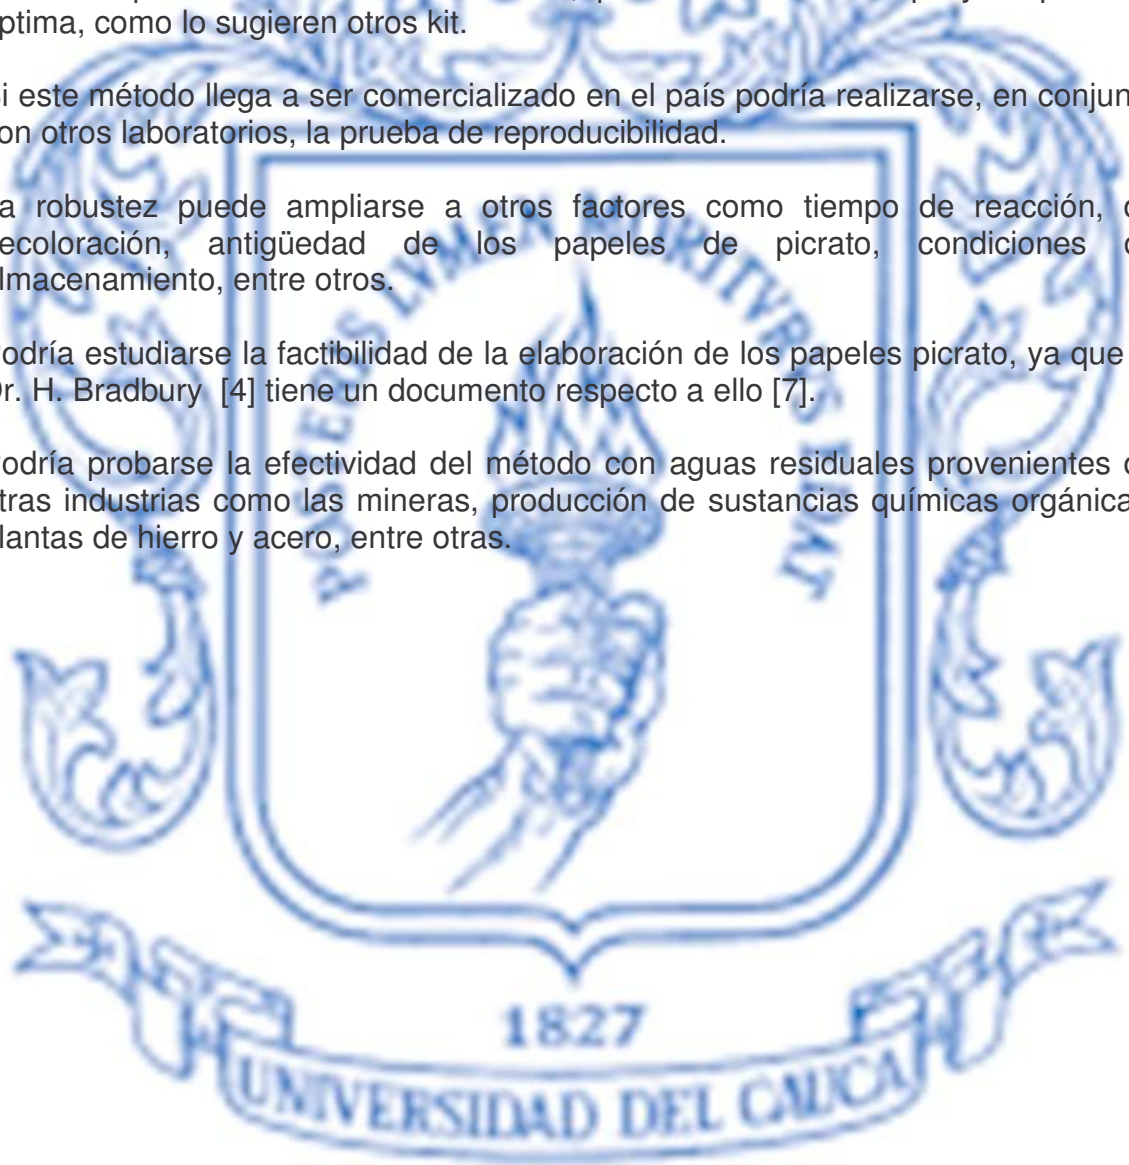 ptima, como lo sugieren otros kit.
i este método llega a ser comercializado en el país podría realizarse, en conjun
on otros laboratorios, la prueba de reproducibilidad.
a robustez puede ampliarse a otros factores como tiempo de reacción,
ecoloración, antigüedad de los papeles de picrato, condiciones
lmacenamiento, entre otros.
odría estudiarse la factibilidad de la elaboración de los papeles picrato, ya que
r. H. Bradbury [4] tiene un documento respecto a ello [7].
odría probarse la efectividad del método con aguas residuales provenientes
tras industrias como las mineras, producción de sustancias químicas orgánica
lantas de hierro y acero, entre otras.
POSTERIS LVMEN MORITVRVS EDAT
1827
UNIVERSIDAD DEL CAUCA